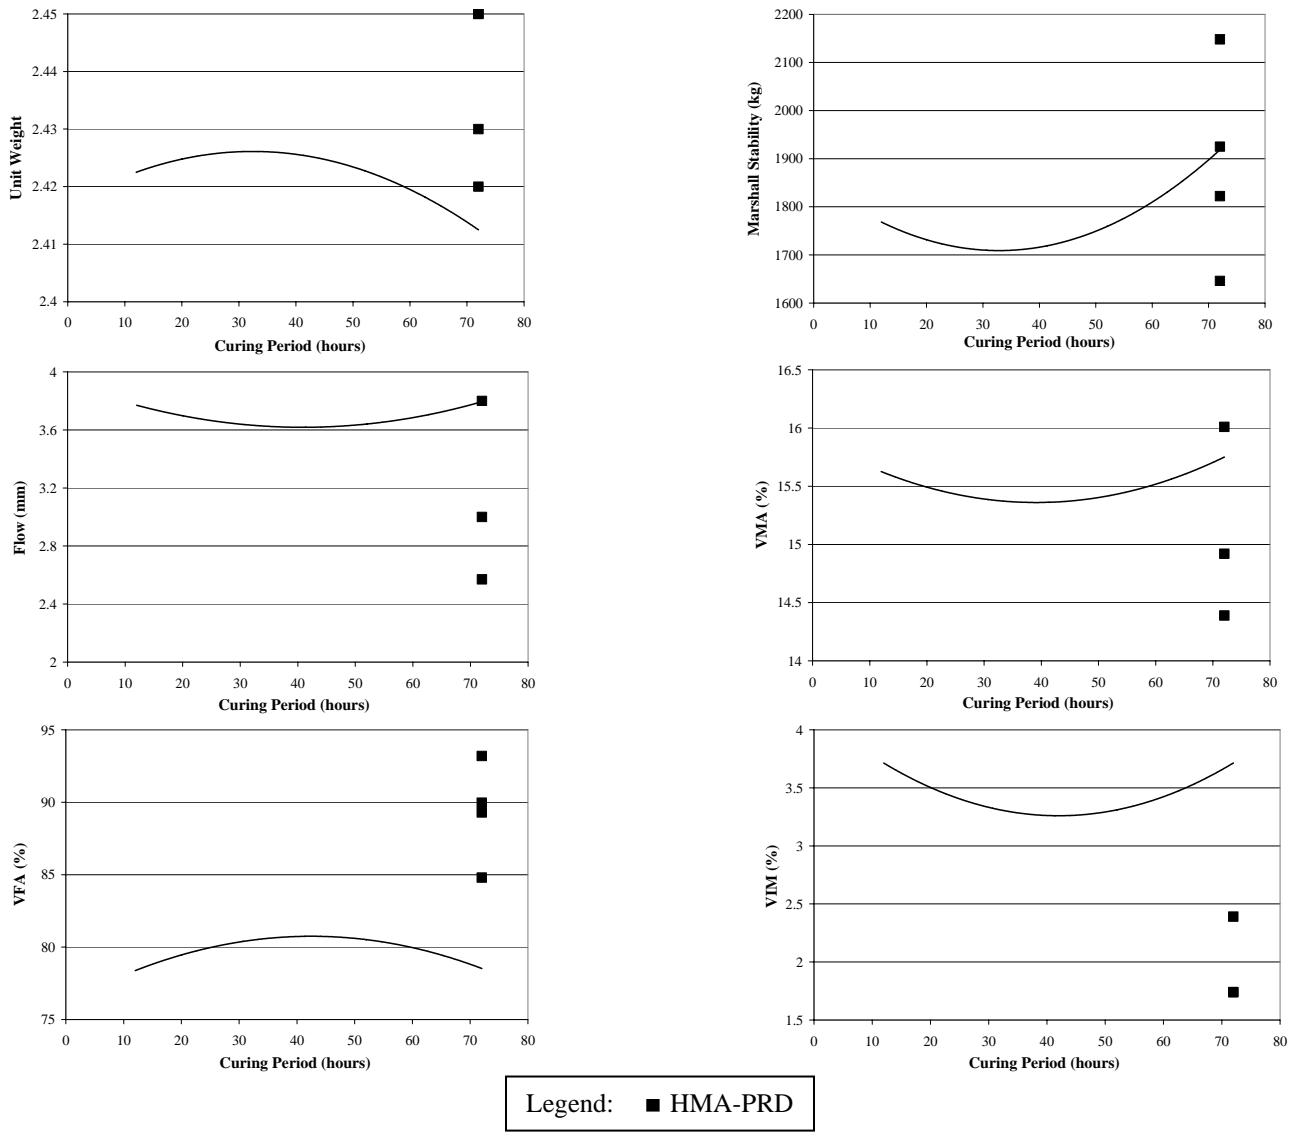 2.45
2.44
2.43
2.42
2.41
2.4
Unit Weight
0 10 20 30 40 50 60 70 80
Curing Period (hours)
2200
2100
2000
1900
1800
1700
1600
Marshall Stability (kg)
0 10 20 30 40 50 60 70 80
Curing Period (hours)
4
3.6
3.2
2.8
2.4
2
Flow (mm)
0 10 20 30 40 50 60 70 80
Curing Period (hours)
16.5
16
15.5
15
14.5
14
VMA (%)
0 10 20 30 40 50 60 70 80
Curing Period (hours)
95
90
85
80
75
VFA (%)
0 10 20 30 40 50 60 70 80
Curing Period (hours)
4
3.5
3
2.5
2
1.5
VIM (%)
0 10 20 30 40 50 60 70 80
Curing Period (hours)
Legend: ■ HMA-PRD